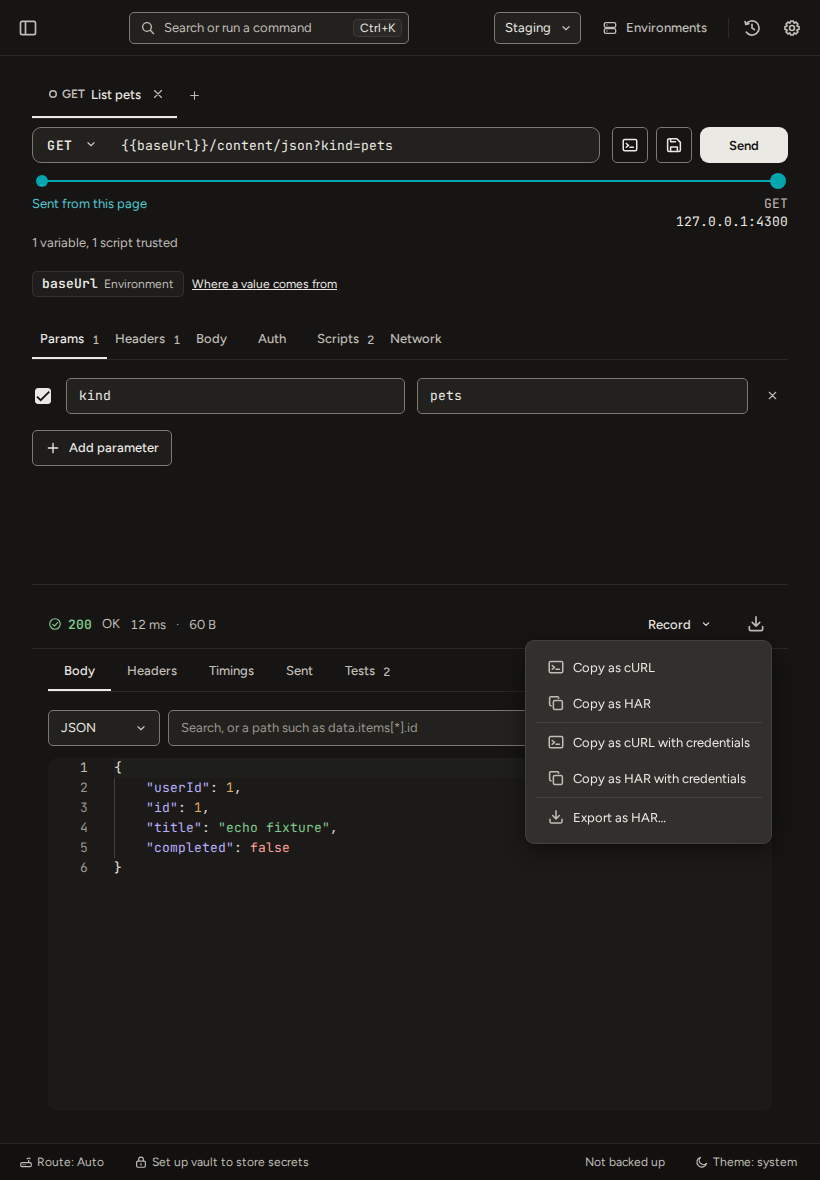 Search or run a command Ctrl+K Staging Environments
GET List pets
GET {{baseUrl}}/content/json?kind=pets Send
Sent from this page GET
127.0.0.1:4300
1 variable, 1 script trusted
baseUrl Environment Where a value comes from
Params 1 Headers 1 Body Auth Scripts 2 Network
kind pets
Add parameter
200 OK 12 ms · 60 B Record
Body Headers Timings Sent Tests 2
Copy as cURL
Copy as HAR
Copy as cURL with credentials
Copy as HAR with credentials
Export as HAR...
JSON Search, or a path such as data.items[*].id
1 {
2 "userId": 1,
3 "id": 1,
4 "title": "echo fixture",
5 "completed": false
6 }
Route: Auto Set up vault to store secrets Not backed up Theme: system